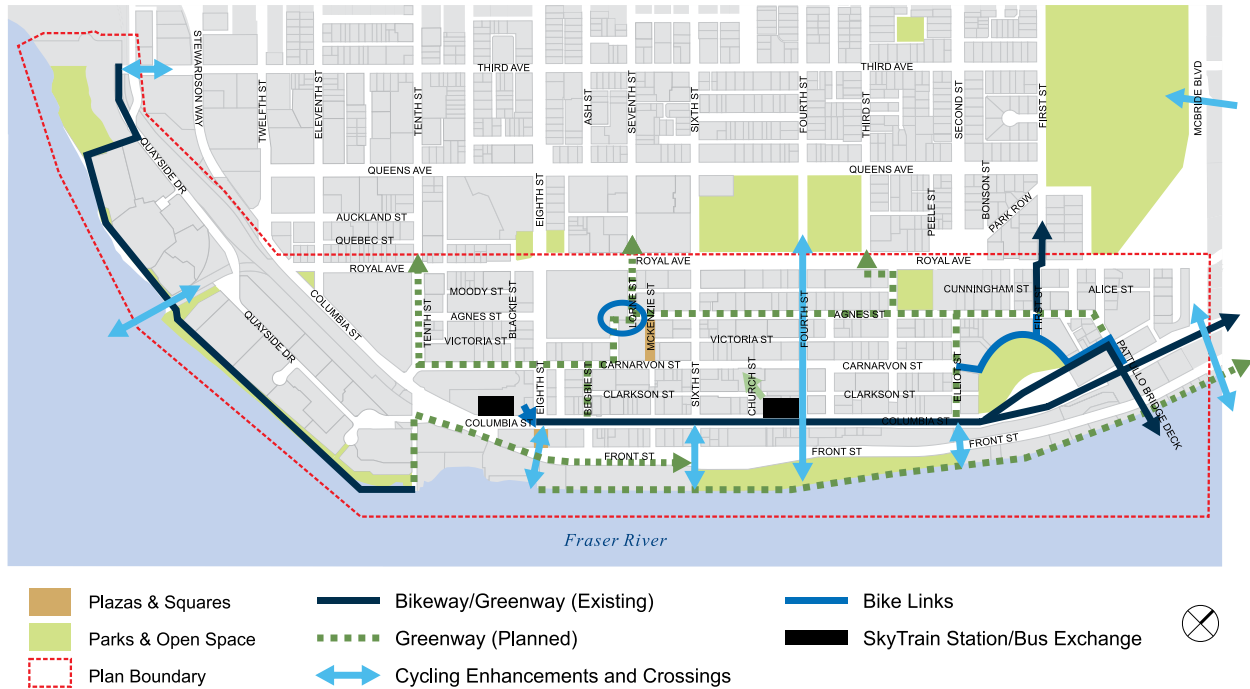 STEWARDSON WAY
THIRD AVE
THIRD AVE
MCBRIDE BLVD
TWELFTH ST
ELEVENTH ST
TENTH ST
ASH ST
SEVENTH ST
SIXTH ST
FOURTH ST
THIRD ST
SECOND ST
FIRST ST
QUAYSIDE DR
QUEENS AVE
QUEENS AVE
EIGHTH ST
PEELE ST
BONSON ST
PARK ROW
AUCKLAND ST
QUEBEC ST
ROYAL AVE
ROYAL AVE
ROYAL AVE
MOODY ST
AGNES ST
VICTORIA ST
TENTH ST
BLACKIE ST
LORNE ST
MCKENZIE ST
AGNES ST
VICTORIA ST
FOURTH ST
CUNNINGHAM ST
ALICE ST
FIRST ST
COLUMBIA ST
QUAYSIDE DR
CARNARVON ST
CARNARVON ST
EIGHTH ST
BEGBIE ST
CLARKSON ST
SIXTH ST
CHURCH ST
CLARKSON ST
ELLIOT ST
PATTULLO BRIDGE DECK
COLUMBIA ST
COLUMBIA ST
FRONT ST
FRONT ST
FRONT ST
Fraser River
Plazas & Squares
Parks & Open Space
Plan Boundary
Bikeway/Greenway (Existing)
Greenway (Planned)
Cycling Enhancements and Crossings
Bike Links
SkyTrain Station/Bus Exchange